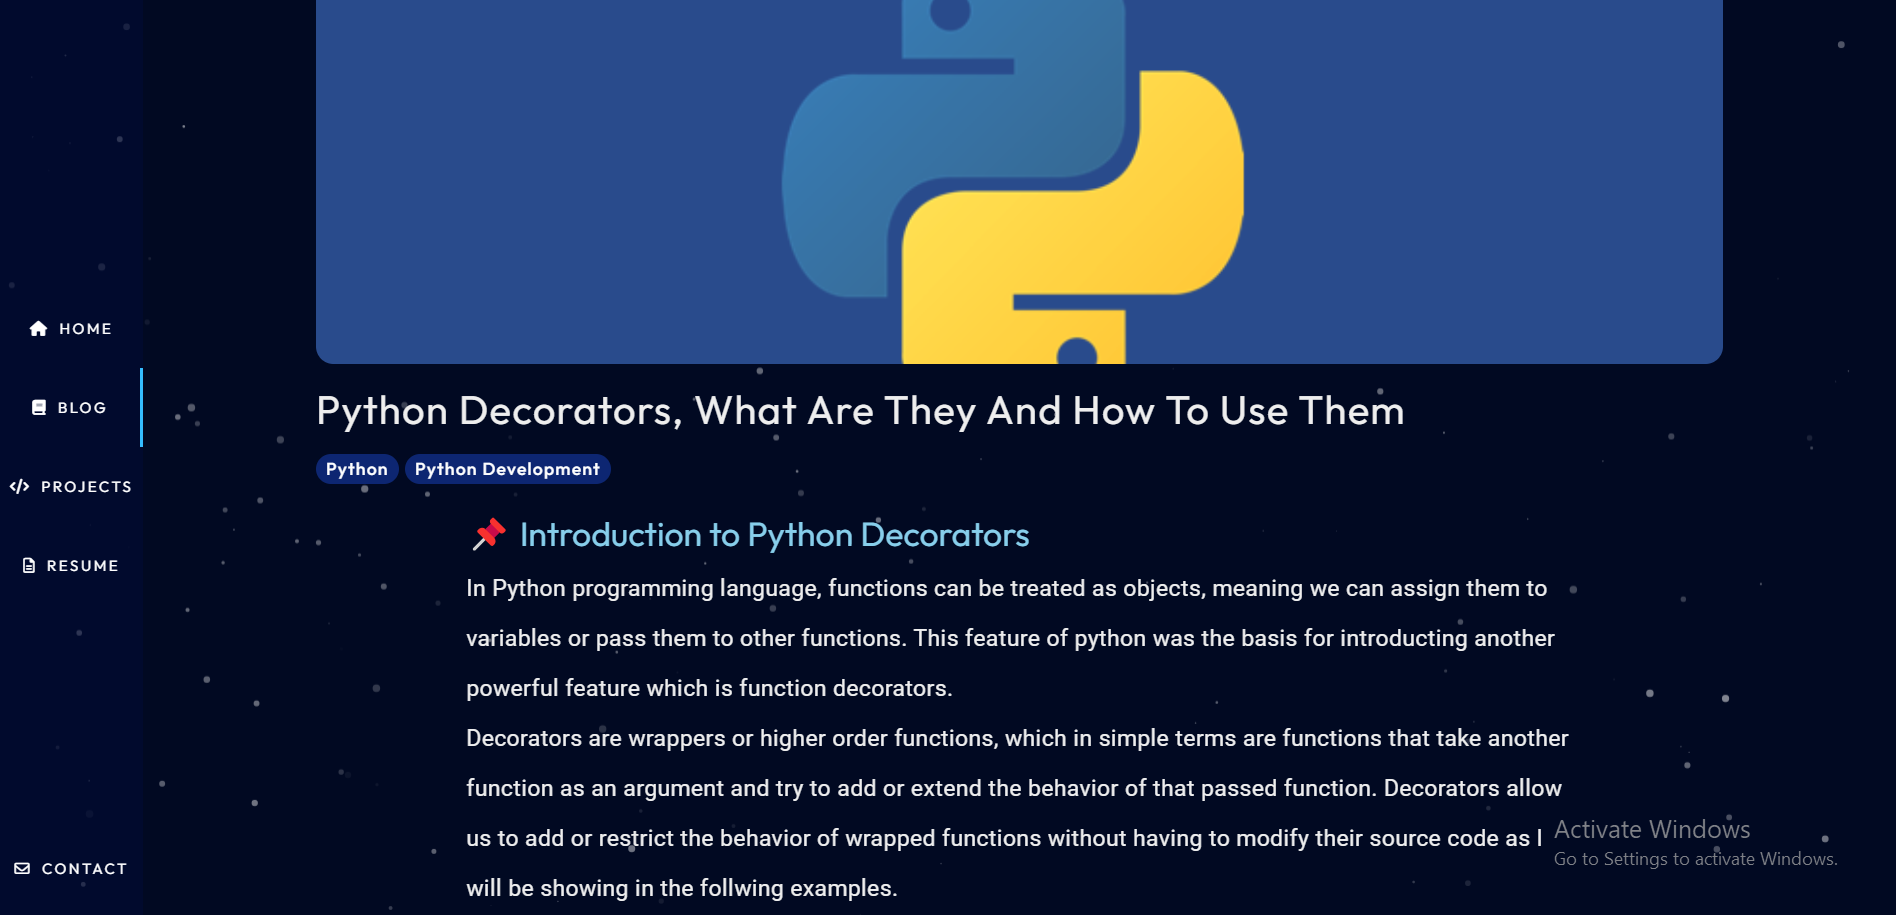 HOME
BLOG
PROJECTS
RESUME
CONTACT
Python Decorators, What Are They And How To Use Them
Python
Python Development
Introduction to Python Decorators
In Python programming language, functions can be treated as objects, meaning we can assign them to
variables or pass them to other functions. This feature of python was the basis for introducting another
powerful feature which is function decorators.
Decorators are wrappers or higher order functions, which in simple terms are functions that take another
function as an argument and try to add or extend the behavior of that passed function. Decorators allow
us to add or restrict the behavior of wrapped functions without having to modify their source code as I
will be showing in the follwing examples.
Activate Windows
Go to Settings to activate Windows.